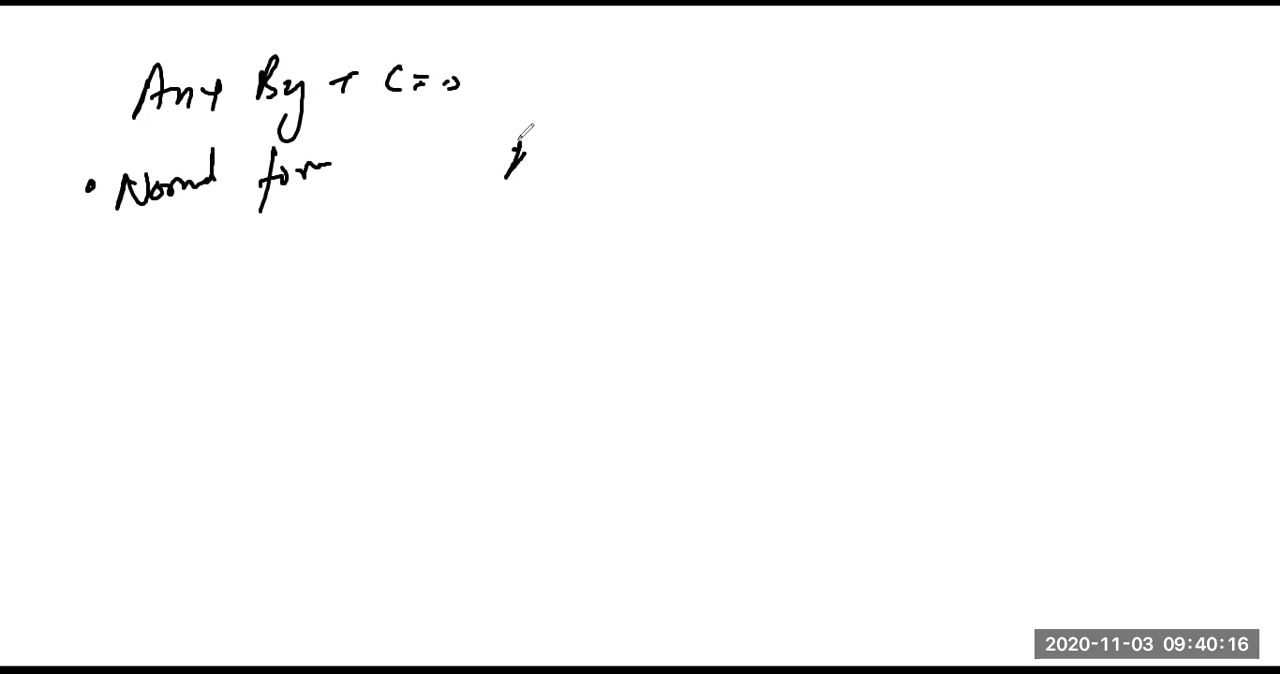 Ax + By + C = 0
• Normal form
2020-11-03 09:40:16